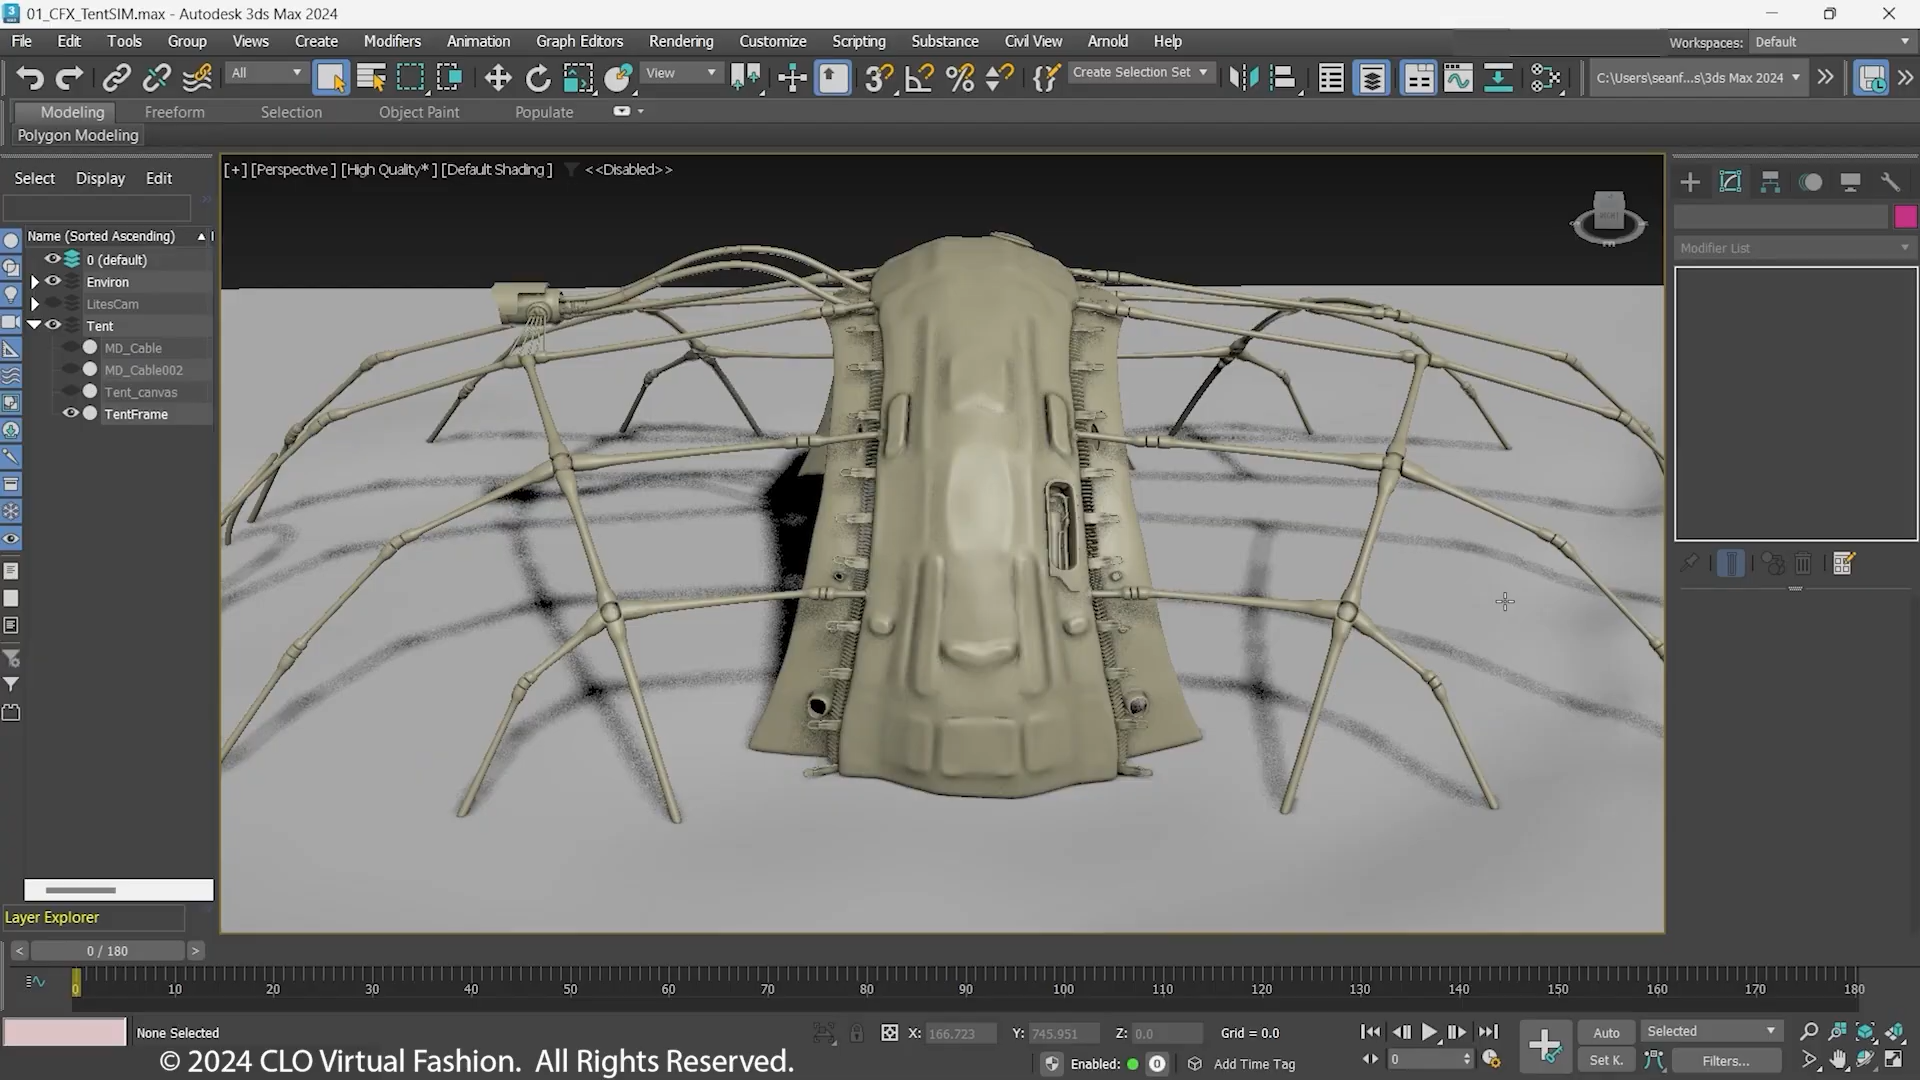 01_CFX_TentSIM.max - Autodesk 3ds Max 2024
File Edit Tools Group Views Create Modifiers Animation Graph Editors Rendering Customize Scripting Substance Civil View Arnold Help Workspaces: Default
All View Create Selection Set C:\Users\seanf...s\3ds Max 2024
Modeling Freeform Selection Object Paint Populate
Polygon Modeling
[+] [Perspective ] [High Quality* ] [Default Shading ] <<Disabled>>
Select Display Edit
Name (Sorted Ascending)
0 (default)
Environ
LitesCam
Tent
MD_Cable
MD_Cable002
Tent_canvas
TentFrame
Modifier List
Layer Explorer
< 0 / 180 >
0 10 20 30 40 50 60 70 80 90 100 110 120 130 140 150 160 170 180
None Selected X: 166.723 Y: 745.951 Z: 0.0 Grid = 0.0 Auto Selected
Enabled: 0 Add Time Tag 0 Set K. Filters...
© 2024 CLO Virtual Fashion. All Rights Reserved.